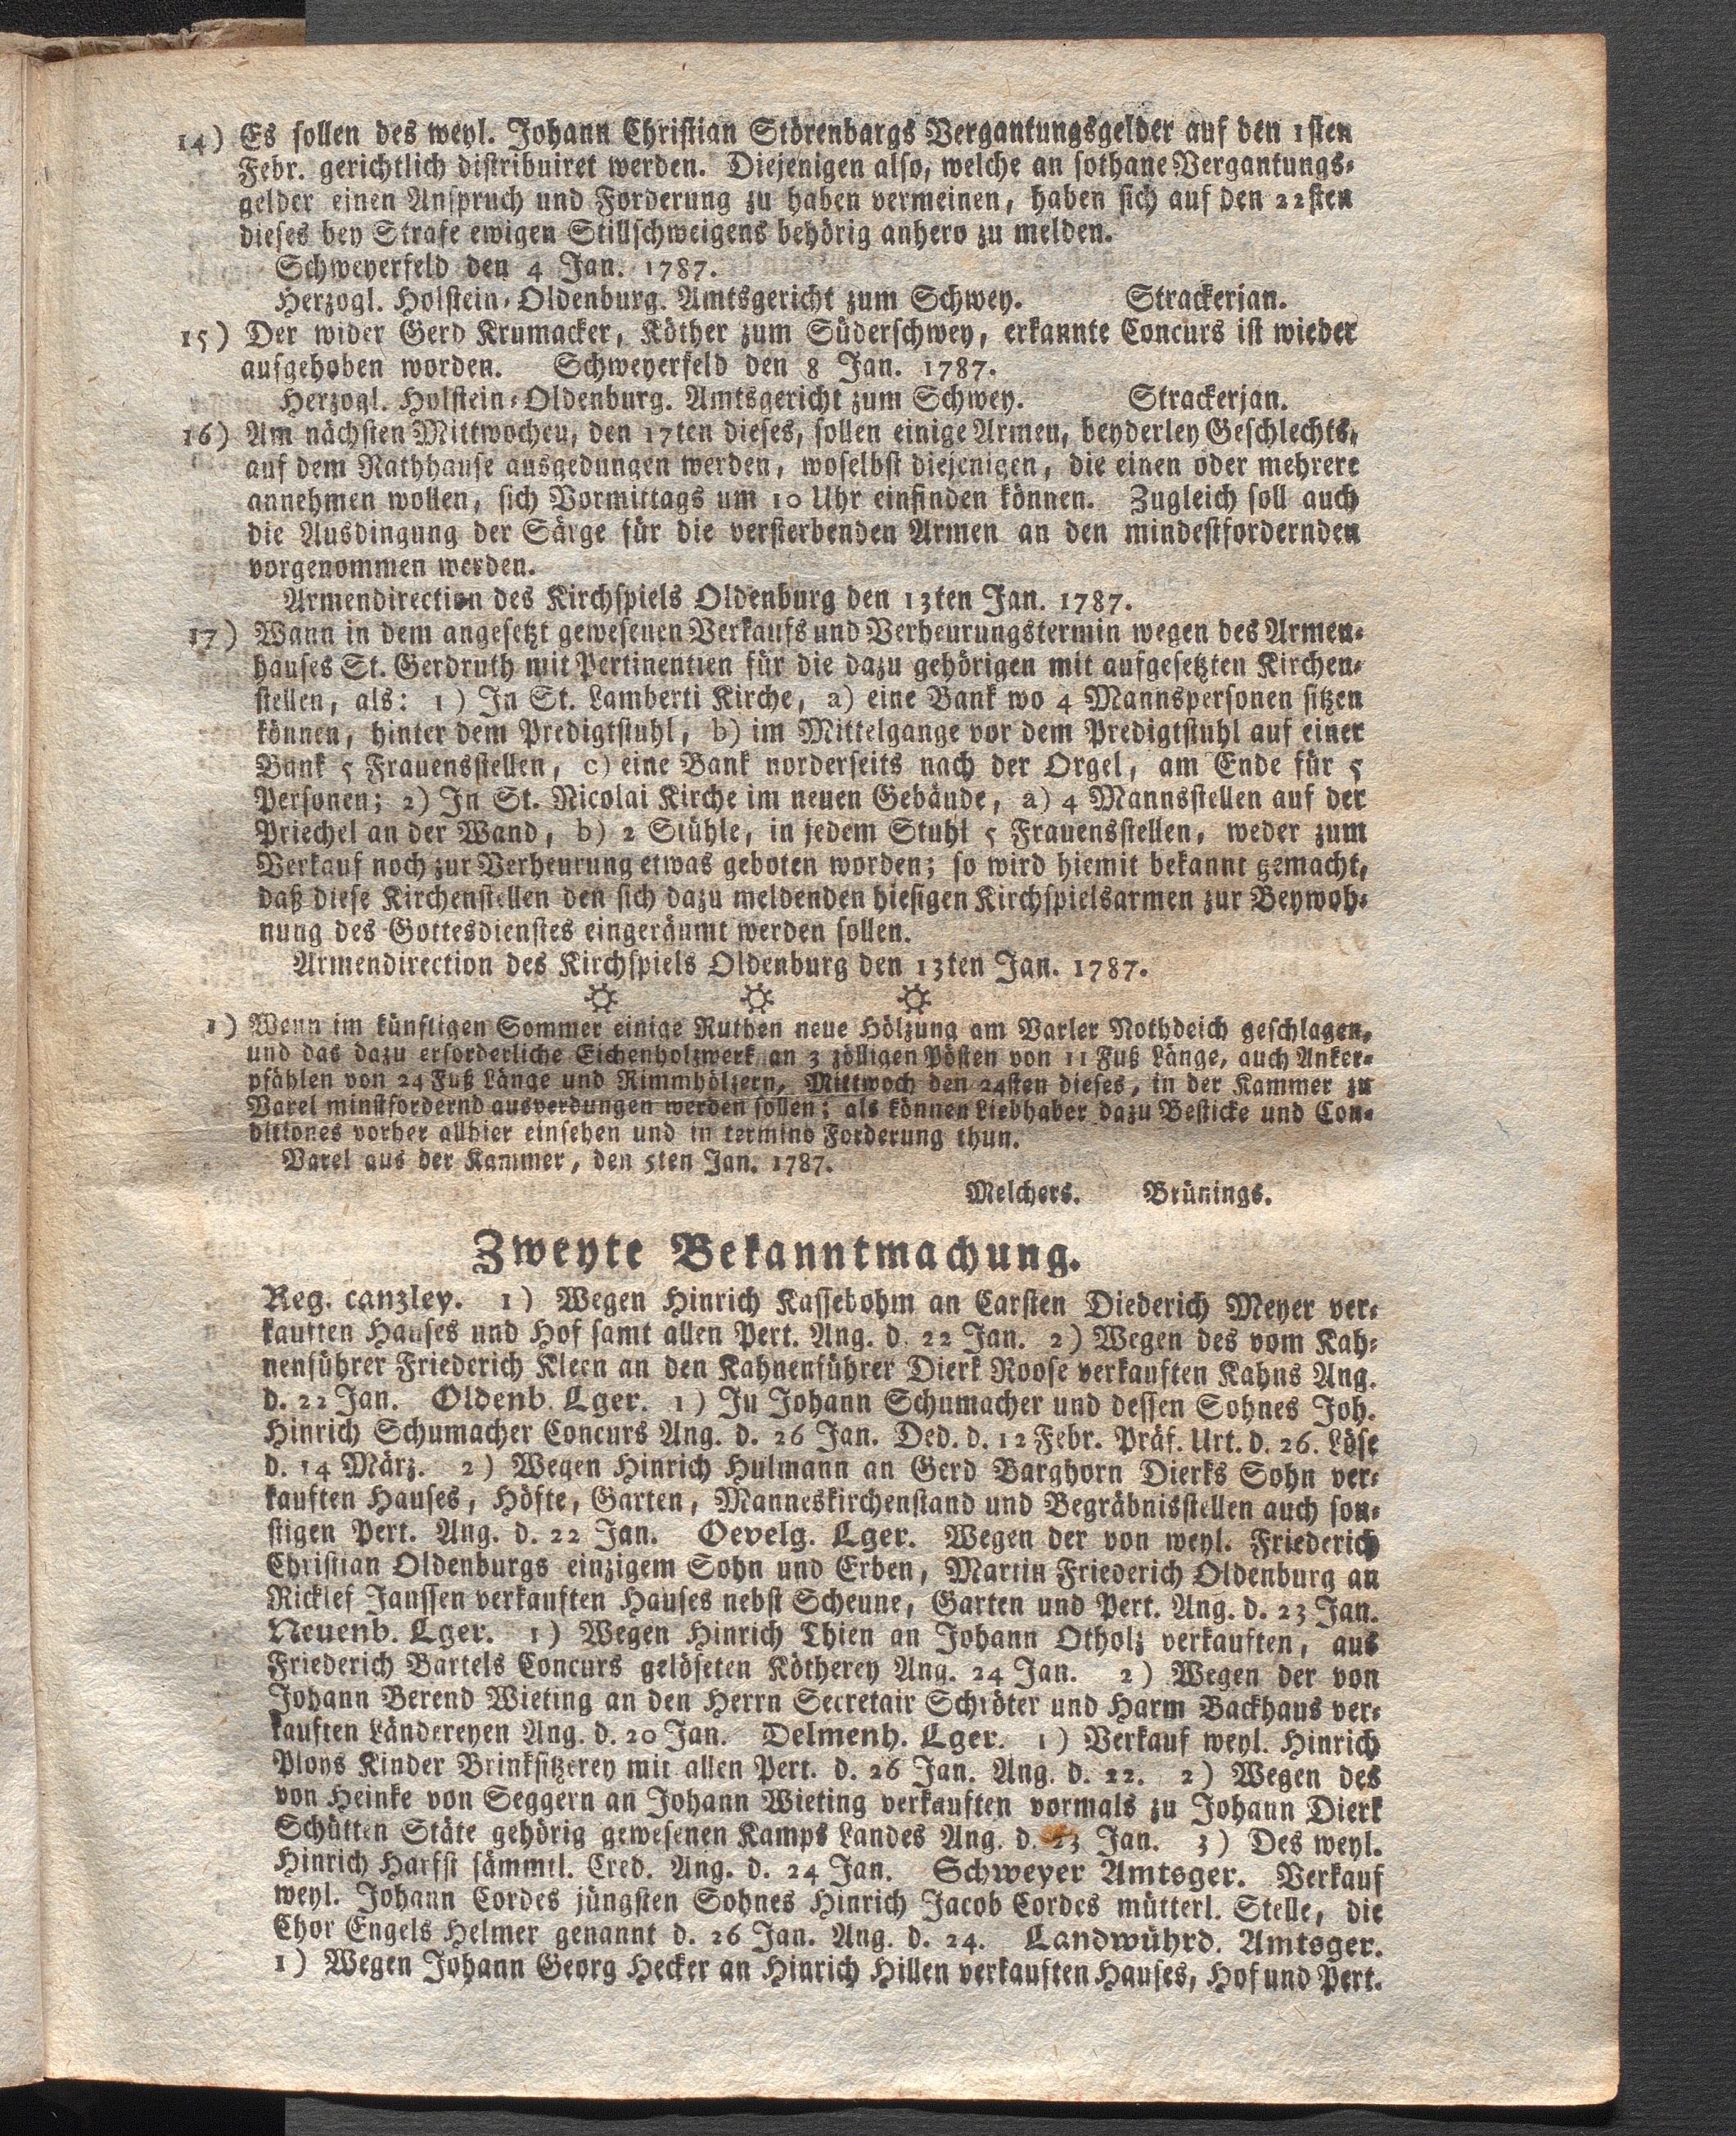 14) Es sollen des weyl. Johann Christian Störenbargs Vergantungsgelder auf den 1sten
Febr. gerichtlich distribuiret werden. Diejenigen also, welche an sothane Vergantungs-
gelder einen Anspruch und Forderung zu haben vermeinen, haben sich auf den 22sten
dieses bey Strafe ewigen Stillschweigens behörig anhero zu melden.
Schweyerfeld den 4 Jan. 1787.
Herzogl. Holstein-Oldenburg. Amtsgericht zum Schwey. Strackerjan.
15) Der wider Gerd Krumacker, Köther zum Süderschwey, erkannte Concurs ist wieder
aufgehoben worden. Schweyerfeld den 8 Jan. 1787.
Herzogl. Holstein-Oldenburg. Amtsgericht zum Schwey. Strackerjan.
16) Am nächsten Mittwochen, den 17ten dieses, sollen einige Armen, beyderley Geschlechts,
auf dem Rathhause ausgedungen werden, woselbst diejenigen, die einen oder mehrere
annehmen wollen, sich Vormittags um 10 Uhr einfinden können. Zugleich soll auch
die Ausdingung der Särge für die versterbenden Armen an den mindestfordernden
vorgenommen werden.
Armendirection des Kirchspiels Oldenburg den 13ten Jan. 1787.
17) Wann in dem angesetzt gewesenen Verkaufs und Verheurungstermin wegen des Armen-
hauses St. Gerdruth mit Pertinentien für die dazu gehörigen mit aufgesetzten Kirchen-
stellen, als: 1) In St. Lamberti Kirche, a) eine Bank wo 4 Mannspersonen sitzen
können, hinter dem Predigtstuhl, b) im Mittelgange vor dem Predigtstuhl auf einer
Bank 5 Frauensstellen, c) eine Bank norderseits nach der Orgel, am Ende für 5
Personen; 2) In St. Nicolai Kirche im neuen Gebäude, a) 4 Mannsstellen auf der
Priechel an der Wand, b) 2 Stühle, in jedem Stuhl 5 Frauensstellen, weder zum
Verkauf noch zur Verheurung etwas geboten worden; so wird hiemit bekannt gemacht,
daß diese Kirchenstellen den sich dazu meldenden hiesigen Kirchspielsarmen zur Beywoh-
nung des Gottesdienstes eingeräumt werden sollen.
Armendirection des Kirchspiels Oldenburg den 13ten Jan. 1787.
1) Wenn im künftigen Sommer einige Ruthen neue Hölzung am Varler Nothdeich geschlagen,
und das dazu erforderliche Eichenholzwerk an 3 zölligen Pösten von 11 Fuß Länge, auch Anker-
pfählen von 24 Fuß Länge und Rimmhölzern, Mittwoch den 24sten dieses, in der Kammer zu
Varel minstfordernd ausverdungen werden sollen; als können Liebhaber dazu Bestick und Con-
ditiones vorher allhier einsehen und in termino Forderung thun.
Varel aus der Kammer, den 5ten Jan. 1787.
Melchers. Brünings.
Zweyte Bekanntmachung.
Reg. canzley. 1) Wegen Hinrich Kassebohm an Carsten Diederich Meyer ver-
kauften Hauses und Hof samt allen Pert. Ang. d. 22 Jan. 2) Wegen des vom Kah-
nenführer Friederich Kleen an den Kahnenführer Dierk Roose verkauften Kahns Ang.
d. 22 Jan. Oldenb. Lger. 1) In Johann Schumacher und dessen Sohnes Joh.
Hinrich Schumacher Concurs Ang. d. 26 Jan. Ded. d. 12 Febr. Präf. Urt. d. 26. Löse
d. 14 März. 2) Wegen Hinrich Hulmann an Gerd Barghorn Dierks Sohn ver-
kauften Hauses, Höfte, Garten, Manneskirchenstand und Begräbnisstellen auch son-
stigen Pert. Ang. d. 22 Jan. Oevelg. Lger. Wegen der von weyl. Friederich
Christian Oldenburgs einzigem Sohn und Erben, Martin Friederich Oldenburg an
Ricklef Janssen verkauften Hauses nebst Scheune, Garten und Pert. Ang. d. 23 Jan.
Neuenb. Lger. 1) Wegen Hinrich Thien an Johann Otholz verkauften, aus
Friederich Bartels Concurs gelöseten Kötherey Ang. 24 Jan. 2) Wegen der von
Johann Berend Wieting an den Herrn Secretair Schröter und Harm Backhaus ver-
kauften Ländereyen Ang. d. 20 Jan. Delmenh. Lger. 1) Verkauf weyl. Hinrich
Ploys Kinder Brinksitzerey mit allen Pert. d. 26 Jan. Ang. d. 22. 2) Wegen des
von Heinke von Seggern an Johann Wieting verkauften vormals zu Johann Dierk
Schütten Stäte gehörig gewesenen Kamps Landes Ang. d. 23 Jan. 3) Des weyl.
Hinrich Harfst sämmtl. Cred. Ang. d. 24 Jan. Schweyer Amtsger. Verkauf
weyl. Johann Cordes jüngsten Sohnes Hinrich Jacob Cordes mütterl. Stelle, die
Chor Engels Helmer genannt d. 26 Jan. Ang. d. 24. Landwührd. Amtsger.
1) Wegen Johann Georg Hecker an Hinrich Hillen verkauften Hauses, Hof und Pert.